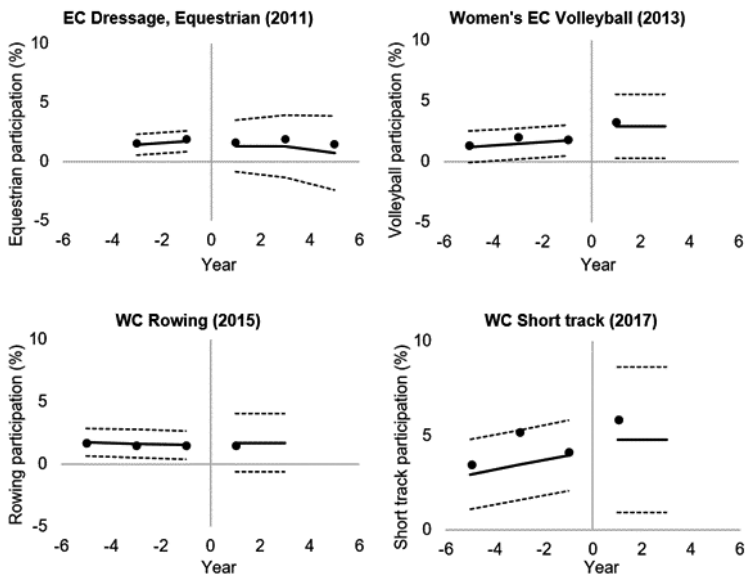 EC Dressage, Equestrian (2011)
Equestrian participation (%)
10
5
0
-5
-6 -4 -2 0 2 4 6
Year
Women's EC Volleyball (2013)
Volleyball participation (%)
10
5
0
-5
-6 -4 -2 0 2 4 6
Year
WC Rowing (2015)
Rowing participation (%)
10
5
0
-5
-6 -4 -2 0 2 4 6
Year
WC Short track (2017)
Short track participation (%)
10
5
0
-6 -4 -2 0 2 4 6
Year